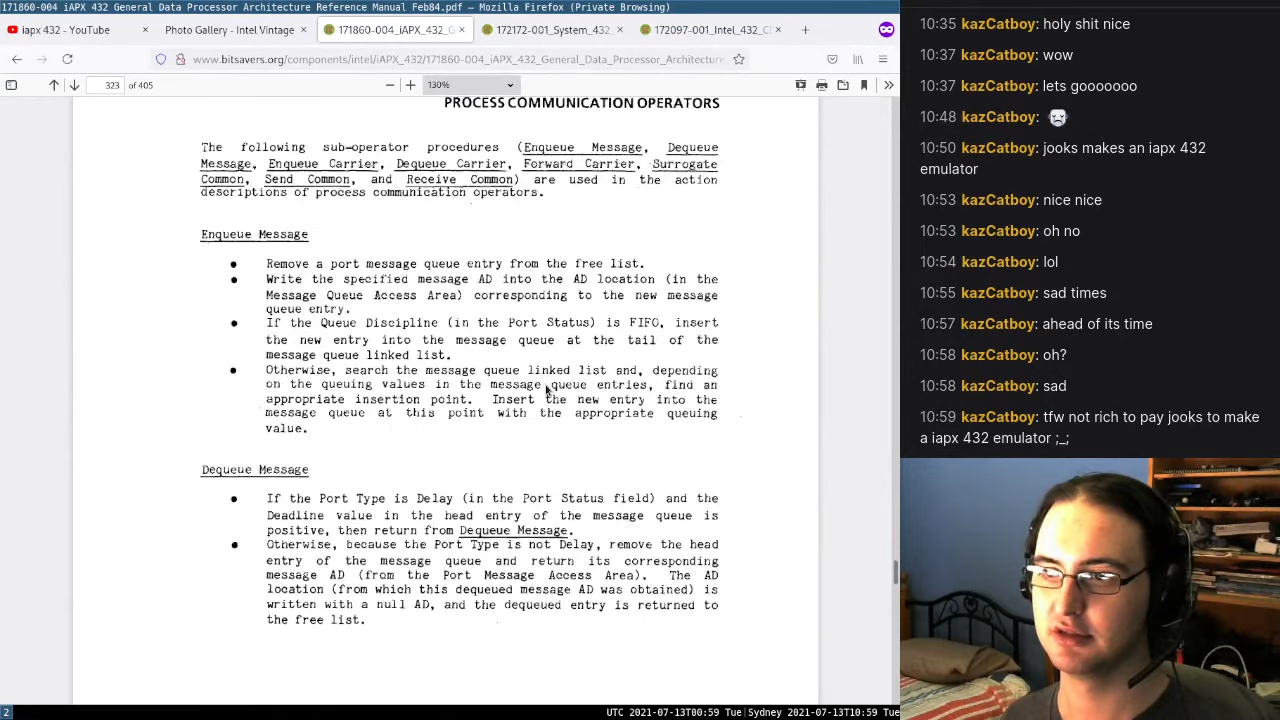 171860-004_iAPX_432_General_Data_Processor_Architecture_Reference_Manual_Feb84.pdf — Mozilla Firefox (Private Browsing)
iapx 432 - YouTube
Photo Gallery - Intel Vintage
171860-004_iAPX_432_G
172172-001_System_432/
172097-001_Intel_432_C
www.bitsavers.org/components/intel/iAPX_432/171860-004_iAPX_432_General_Data_Processor_Architecture
323 of 405
130%
PROCESS COMMUNICATION OPERATORS
The following sub-operator procedures (Enqueue Message, Dequeue
Message, Enqueue Carrier, Dequeue Carrier, Forward Carrier, Surrogate
Common, Send Common, and Receive Common) are used in the action
descriptions of process communication operators.
Enqueue Message
● Remove a port message queue entry from the free list.
● Write the specified message AD into the AD location (in the
Message Queue Access Area) corresponding to the new message
queue entry.
● If the Queue Discipline (in the Port Status) is FIFO, insert
the new entry into the message queue at the tail of the
message queue linked list.
● Otherwise, search the message queue linked list and, depending
on the queuing values in the message queue entries, find an
appropriate insertion point. Insert the new entry into the
message queue at this point with the appropriate queuing
value.
Dequeue Message
● If the Port Type is Delay (in the Port Status field) and the
Deadline value in the head entry of the message queue is
positive, then return from Dequeue Message.
● Otherwise, because the Port Type is not Delay, remove the head
entry of the message queue and return its corresponding
message AD (from the Port Message Access Area). The AD
location (from which this dequeued message AD was obtained) is
written with a null AD, and the dequeued entry is returned to
the free list.
2
UTC 2021-07-13T00:59 Tue|Sydney 2021-07-13T10:59 Tue
10:35 kazCatboy: holy shit nice
10:37 kazCatboy: wow
10:37 kazCatboy: lets gooooooo
10:48 kazCatboy:
10:50 kazCatboy: jooks makes an iapx 432
emulator
10:53 kazCatboy: nice nice
10:53 kazCatboy: oh no
10:54 kazCatboy: lol
10:55 kazCatboy: sad times
10:57 kazCatboy: ahead of its time
10:58 kazCatboy: oh?
10:58 kazCatboy: sad
10:59 kazCatboy: tfw not rich to pay jooks to make
a iapx 432 emulator ;_;